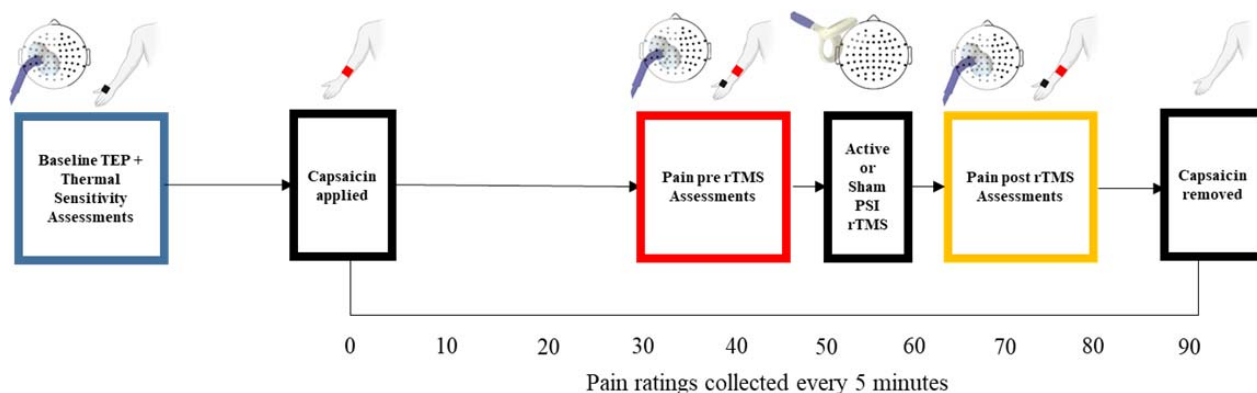 Baseline TEP +
Thermal
Sensitivity
Assessments
Capsaicin
applied
Pain pre rTMS
Assessments
Active
or
Sham
PSI
rTMS
Pain post rTMS
Assessments
Capsaicin
removed
0 10 20 30 40 50 60 70 80 90
Pain ratings collected every 5 minutes